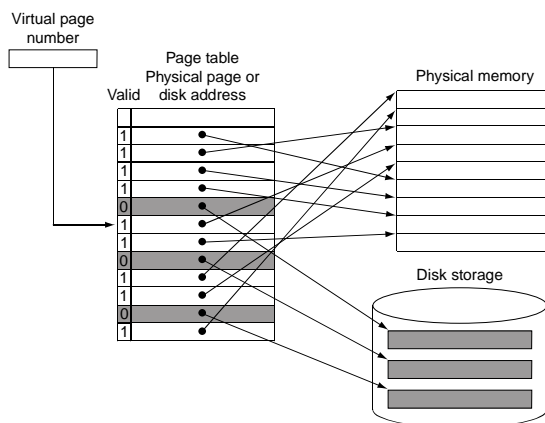 Virtual page
number
Page table
Physical page or
disk address
Valid
Physical memory
1
1
1
1
0
1
1
0
1
1
0
1
Disk storage